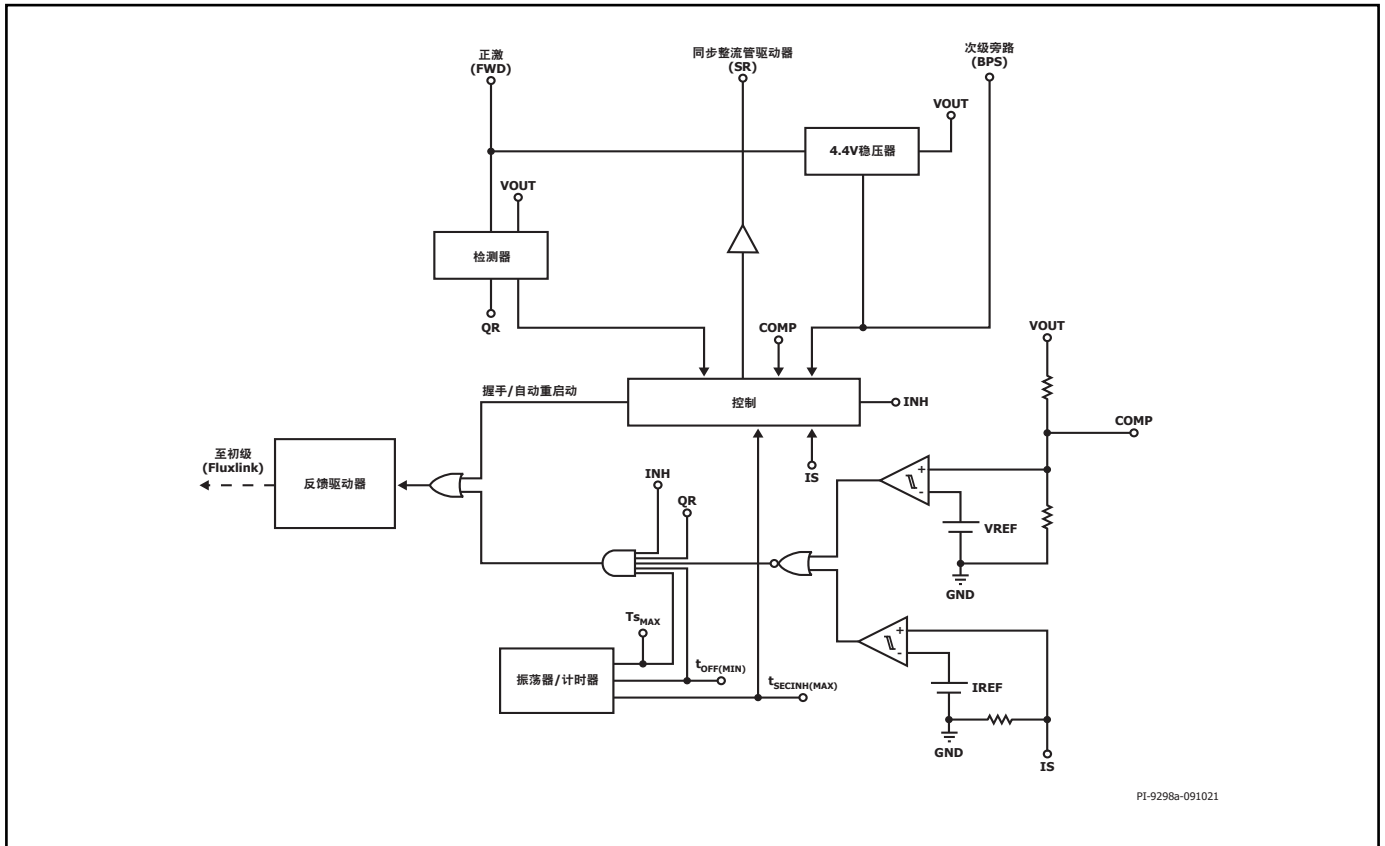 正激
(FWD)
同步整流管驱动器
(SR)
次级旁路
(BPS)
VOUT
4.4V稳压器
VOUT
检测器
QR
COMP
VOUT
握手/自动重启动
控制
INH
COMP
至初级
(Fluxlink)
反馈驱动器
INH
QR
IS
+
-
VREF
GND
TsMAX
振荡器/计时器
tOFF(MIN)
tSECINH(MAX)
+
-
IREF
GND
IS
PI-9298a-091021